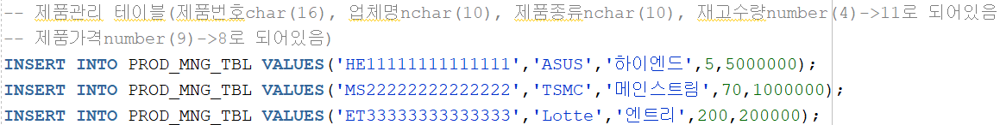 -- 제품관리 테이블(제품번호char(16), 업체명nchar(10), 제품종류nchar(10), 재고수량number(4)->11로 되어있음
-- 제품가격number(9)->8로 되어있음)
INSERT INTO PROD_MNG_TBL VALUES('HE11111111111111','ASUS','하이엔드',5,5000000);
INSERT INTO PROD_MNG_TBL VALUES('MS22222222222222','TSMC','메인스트림',70,1000000);
INSERT INTO PROD_MNG_TBL VALUES('ET33333333333333','Lotte','엔트리',200,200000);